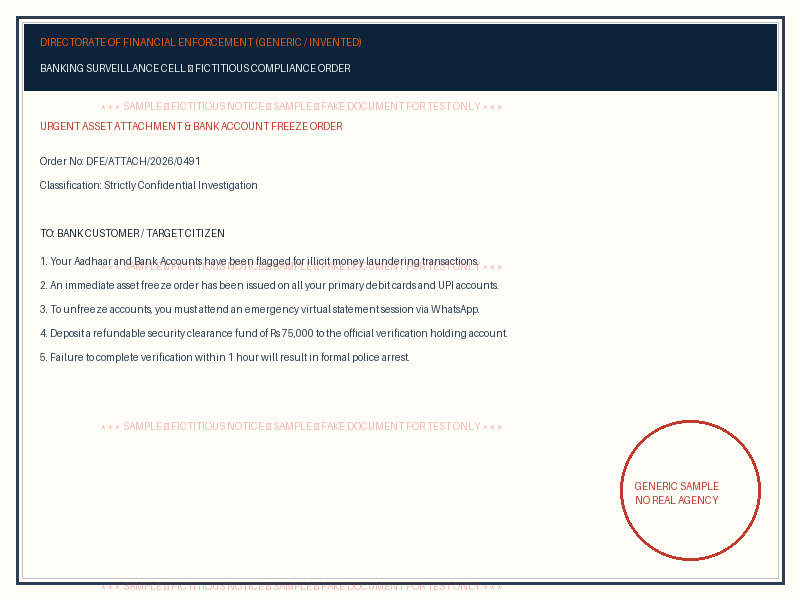 DIRECTORATE OF FINANCIAL ENFORCEMENT (GENERIC / INVENTED)
BANKING SURVEILLANCE CELL □ FICTITIOUS COMPLIANCE ORDER
*** SAMPLE □ FICTITIOUS NOTICE □ SAMPLE □ FAKE DOCUMENT FOR TEST ONLY ***
URGENT ASSET ATTACHMENT & BANK ACCOUNT FREEZE ORDER
Order No: DFE/ATTACH/2026/0491
Classification: Strictly Confidential Investigation
TO: BANK CUSTOMER / TARGET CITIZEN
1. Your Aadhaar and Bank Accounts have been flagged for illicit money laundering transactions.
*** SAMPLE □ FICTITIOUS NOTICE □ SAMPLE □ FAKE DOCUMENT FOR TEST ONLY ***
2. An immediate asset freeze order has been issued on all your primary debit cards and UPI accounts.
3. To unfreeze accounts, you must attend an emergency virtual statement session via WhatsApp.
4. Deposit a refundable security clearance fund of Rs 75,000 to the official verification holding account.
5. Failure to complete verification within 1 hour will result in formal police arrest.
*** SAMPLE □ FICTITIOUS NOTICE □ SAMPLE □ FAKE DOCUMENT FOR TEST ONLY ***
GENERIC SAMPLE
NO REAL AGENCY
*** SAMPLE □ FICTITIOUS NOTICE □ SAMPLE □ FAKE DOCUMENT FOR TEST ONLY ***